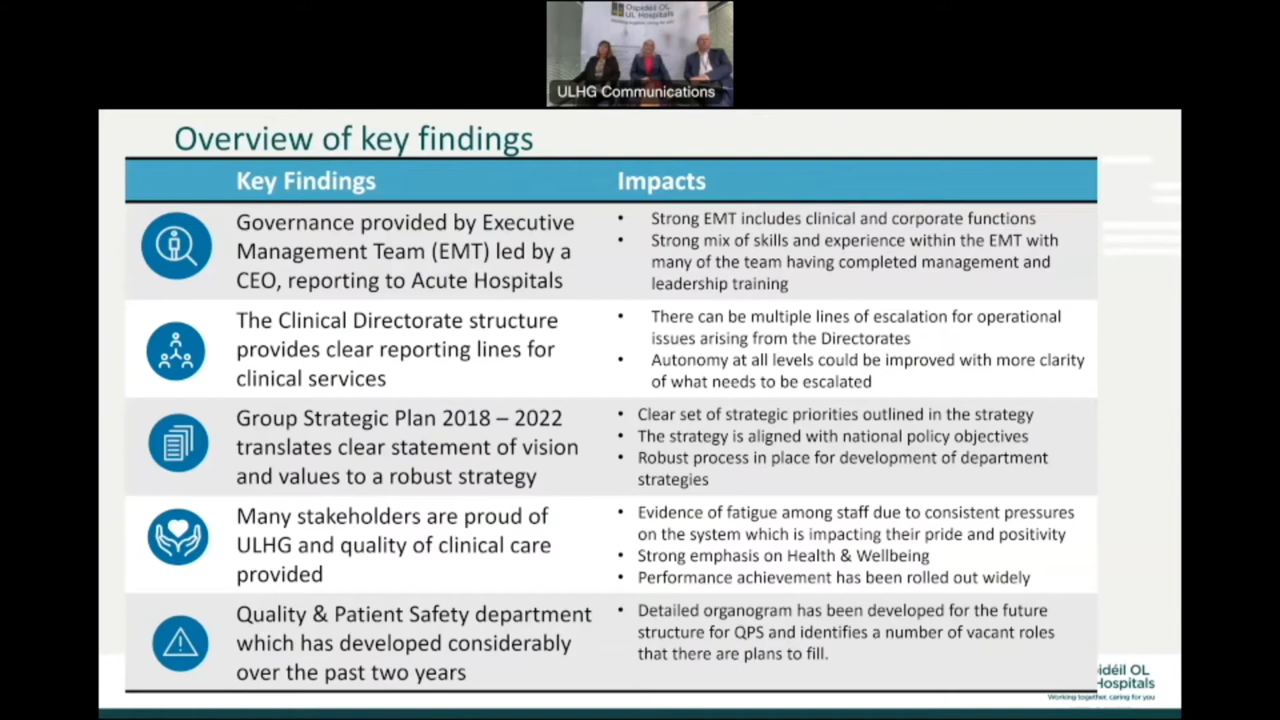 Ospidéil OL
UL Hospitals
ULHG Communications
Overview of key findings
Key Findings
Impacts
Governance provided by Executive
Management Team (EMT) led by a
CEO, reporting to Acute Hospitals
• Strong EMT includes clinical and corporate functions
• Strong mix of skills and experience within the EMT with
many of the team having completed management and
leadership training
The Clinical Directorate structure
provides clear reporting lines for
clinical services
• There can be multiple lines of escalation for operational
issues arising from the Directorates
• Autonomy at all levels could be improved with more clarity
of what needs to be escalated
Group Strategic Plan 2018 – 2022
translates clear statement of vision
and values to a robust strategy
• Clear set of strategic priorities outlined in the strategy
• The strategy is aligned with national policy objectives
• Robust process in place for development of department
strategies
Many stakeholders are proud of
ULHG and quality of clinical care
provided
• Evidence of fatigue among staff due to consistent pressures
on the system which is impacting their pride and positivity
• Strong emphasis on Health & Wellbeing
• Performance achievement has been rolled out widely
Quality & Patient Safety department
which has developed considerably
over the past two years
• Detailed organogram has been developed for the future
structure for QPS and identifies a number of vacant roles
that there are plans to fill.
idéil OL
Hospitals
Working together, caring for you